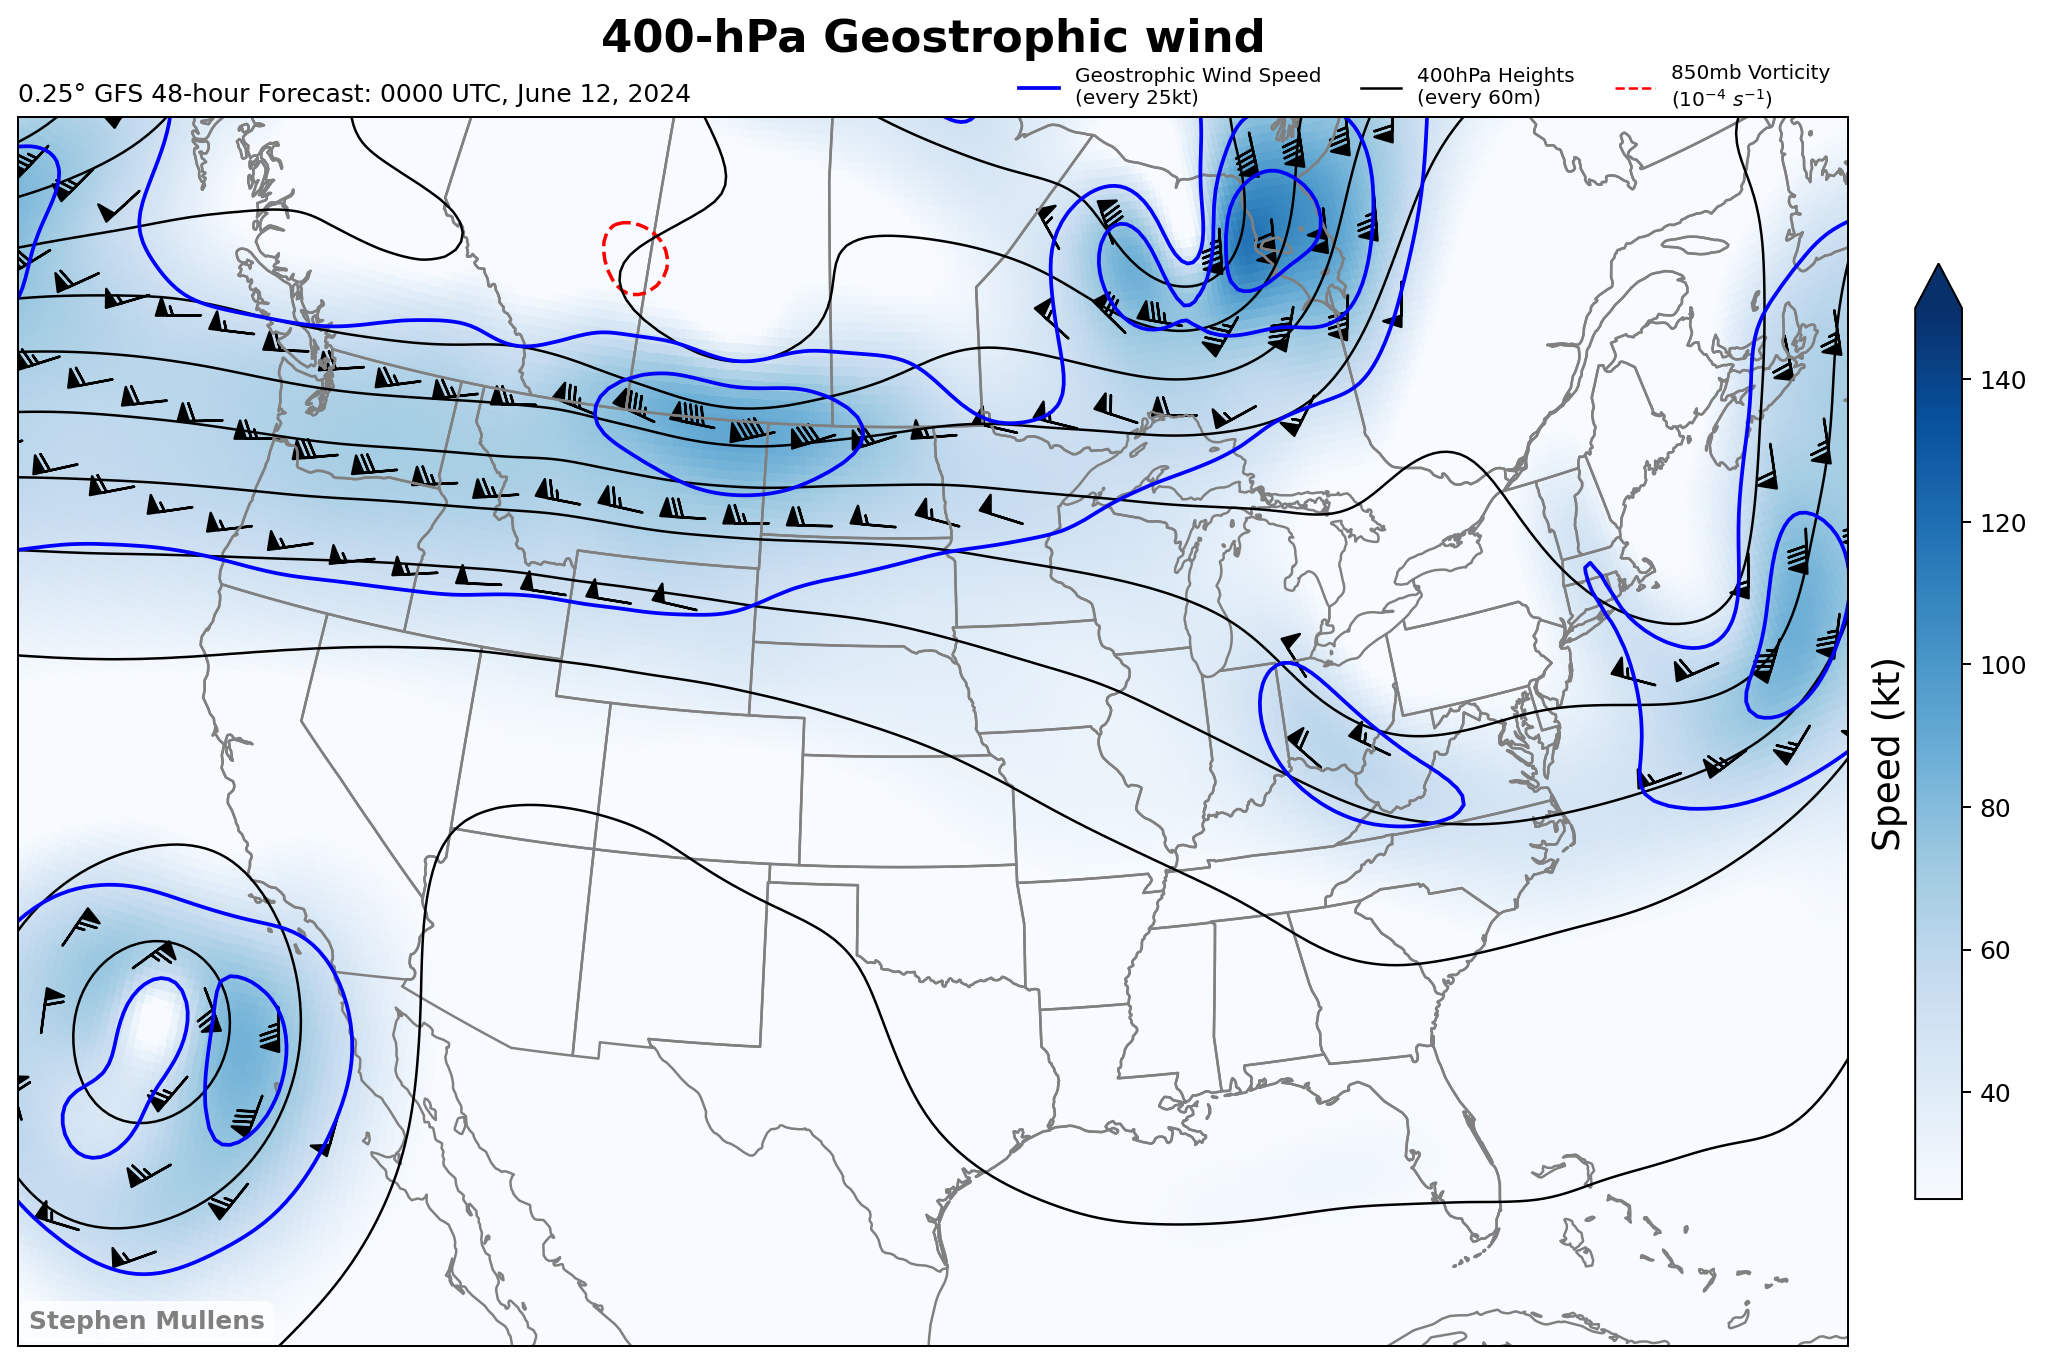 400-hPa Geostrophic wind
0.25° GFS 48-hour Forecast: 0000 UTC, June 12, 2024
Geostrophic Wind Speed
(every 25kt)
400hPa Heights
(every 60m)
850mb Vorticity
(10⁻⁴ s⁻¹)
140
120
100
80
60
40
Speed (kt)
Stephen Mullens